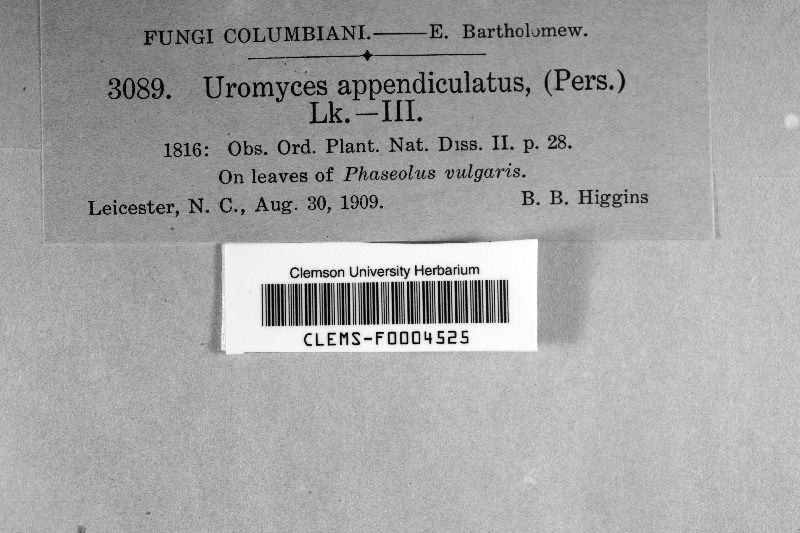 FUNGI COLUMBIANI.——E. Bartholomew.
3089. Uromyces appendiculatus, (Pers.)
Lk.—III.
1816: Obs. Ord. Plant. Nat. Diss. II. p. 28.
On leaves of Phaseolus vulgaris.
Leicester, N. C., Aug. 30, 1909. B. B. Higgins
Clemson University Herbarium
CLEMS-F0004525